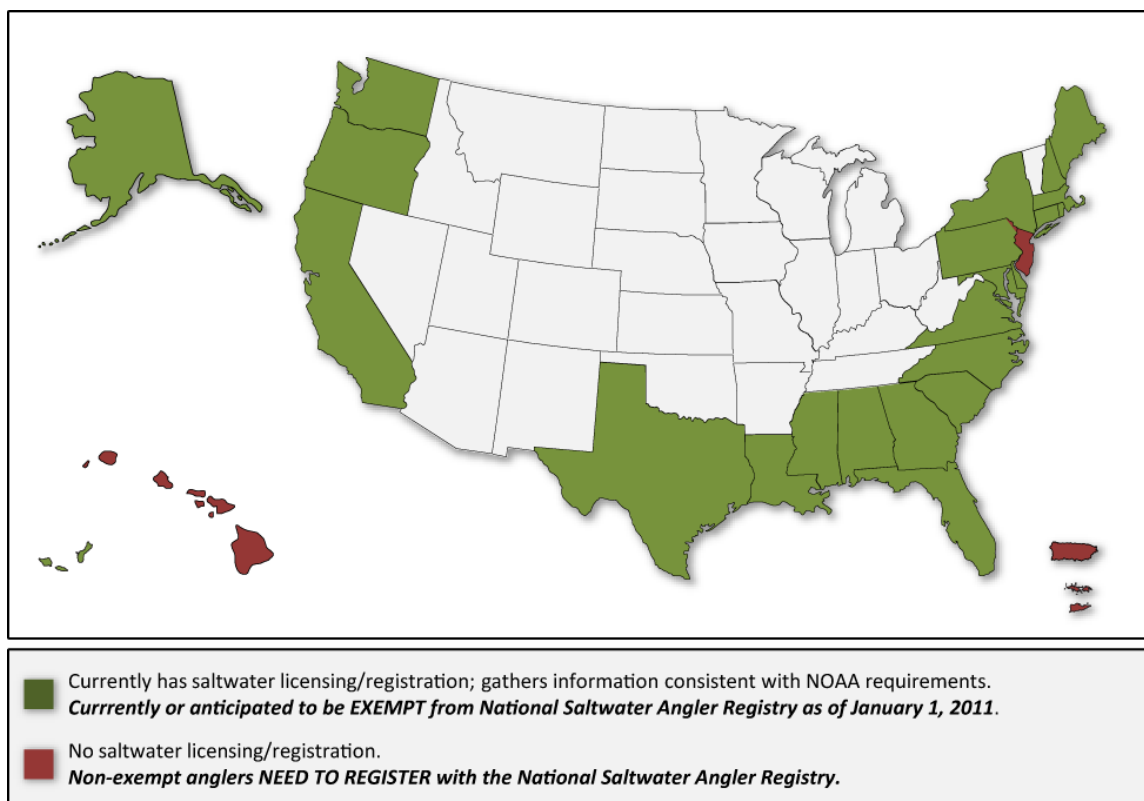 Currently has saltwater licensing/registration; gathers information consistent with NOAA requirements.
Currrently or anticipated to be EXEMPT from National Saltwater Angler Registry as of January 1, 2011.
No saltwater licensing/registration.
Non-exempt anglers NEED TO REGISTER with the National Saltwater Angler Registry.